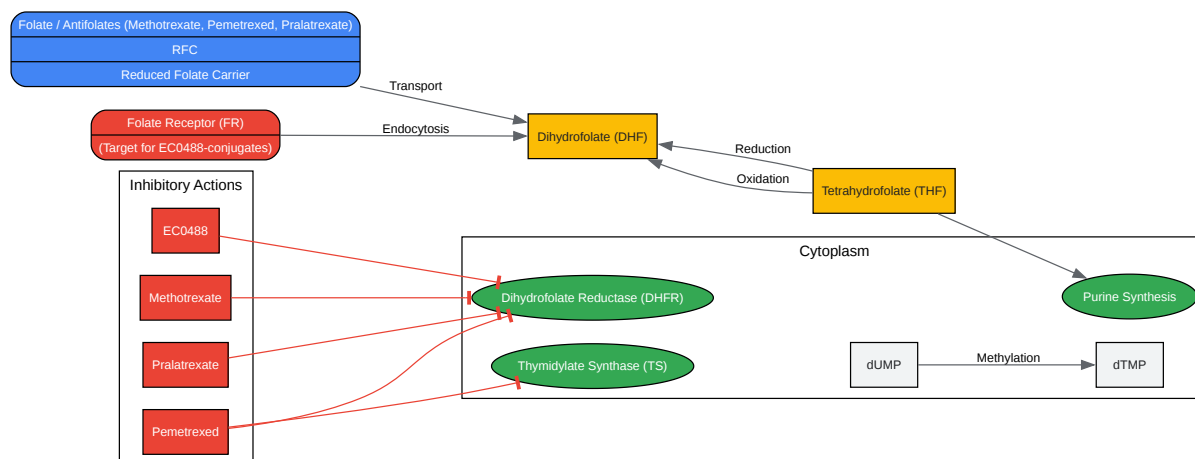 Folate / Antifolates (Methotrexate, Pemetrexed, Pralatrexate)
RFC
Reduced Folate Carrier
Transport
Folate Receptor (FR)
(Target for EC0488-conjugates)
Endocytosis
Dihydrofolate (DHF)
Reduction
Oxidation
Tetrahydrofolate (THF)
Inhibitory Actions
EC0488
Methotrexate
Pralatrexate
Pemetrexed
Cytoplasm
Dihydrofolate Reductase (DHFR)
Purine Synthesis
Thymidylate Synthase (TS)
dUMP
Methylation
dTMP